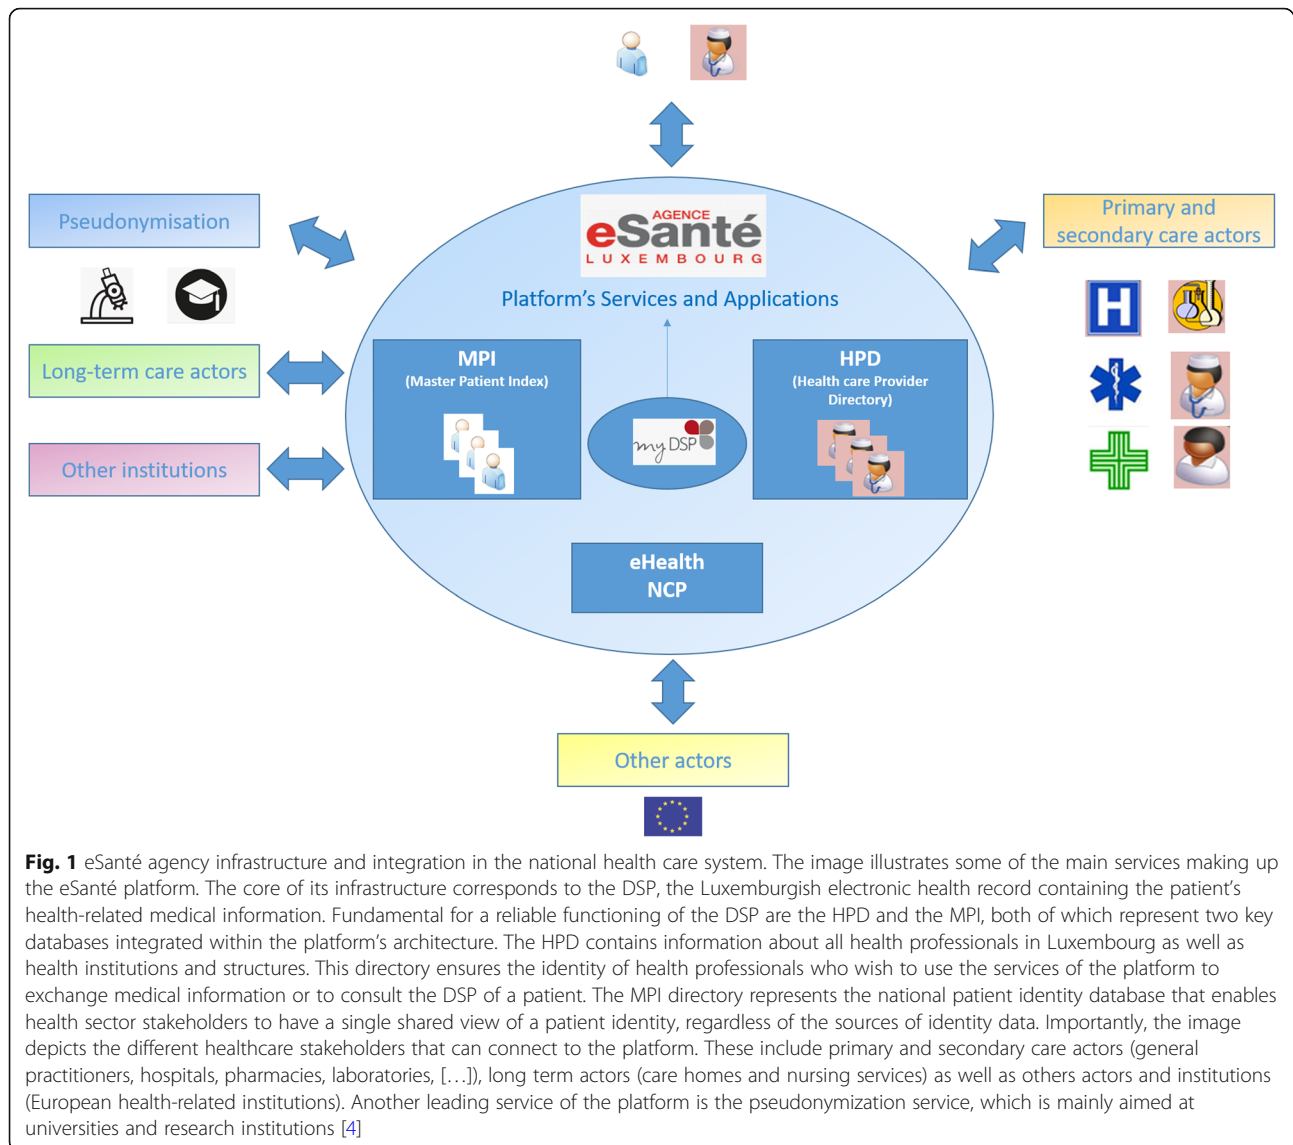 AGENCE
eSanté
LUXEMBOURG
Platform's Services and Applications
Pseudonymisation
Primary and
secondary care actors
H
Long-term care actors
Other institutions
MPI
(Master Patient Index)
my DSP
HPD
(Health care Provider
Directory)
eHealth
NCP
Other actors
Fig. 1 eSanté agency infrastructure and integration in the national health care system. The image illustrates some of the main services making up
the eSanté platform. The core of its infrastructure corresponds to the DSP, the Luxemburgish electronic health record containing the patient's
health-related medical information. Fundamental for a reliable functioning of the DSP are the HPD and the MPI, both of which represent two key
databases integrated within the platform's architecture. The HPD contains information about all health professionals in Luxembourg as well as
health institutions and structures. This directory ensures the identity of health professionals who wish to use the services of the platform to
exchange medical information or to consult the DSP of a patient. The MPI directory represents the national patient identity database that enables
health sector stakeholders to have a single shared view of a patient identity, regardless of the sources of identity data. Importantly, the image
depicts the different healthcare stakeholders that can connect to the platform. These include primary and secondary care actors (general
practitioners, hospitals, pharmacies, laboratories, […]), long term actors (care homes and nursing services) as well as others actors and institutions
(European health-related institutions). Another leading service of the platform is the pseudonymization service, which is mainly aimed at
universities and research institutions [4]